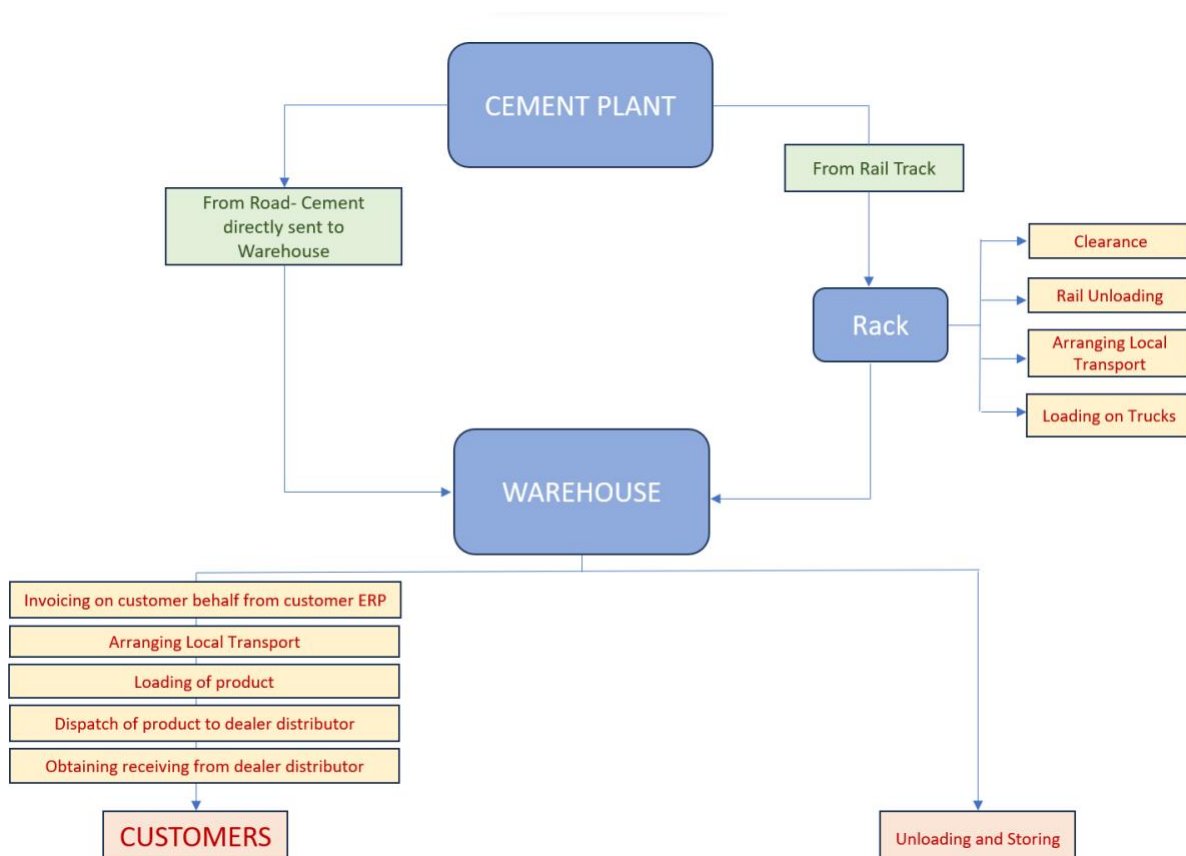 CEMENT PLANT
From Road- Cement
directly sent to
Warehouse
From Rail Track
Rack
Clearance
Rail Unloading
Arranging Local
Transport
Loading on Trucks
WAREHOUSE
Invoicing on customer behalf from customer ERP
Arranging Local Transport
Loading of product
Dispatch of product to dealer distributor
Obtaining receiving from dealer distributor
CUSTOMERS
Unloading and Storing